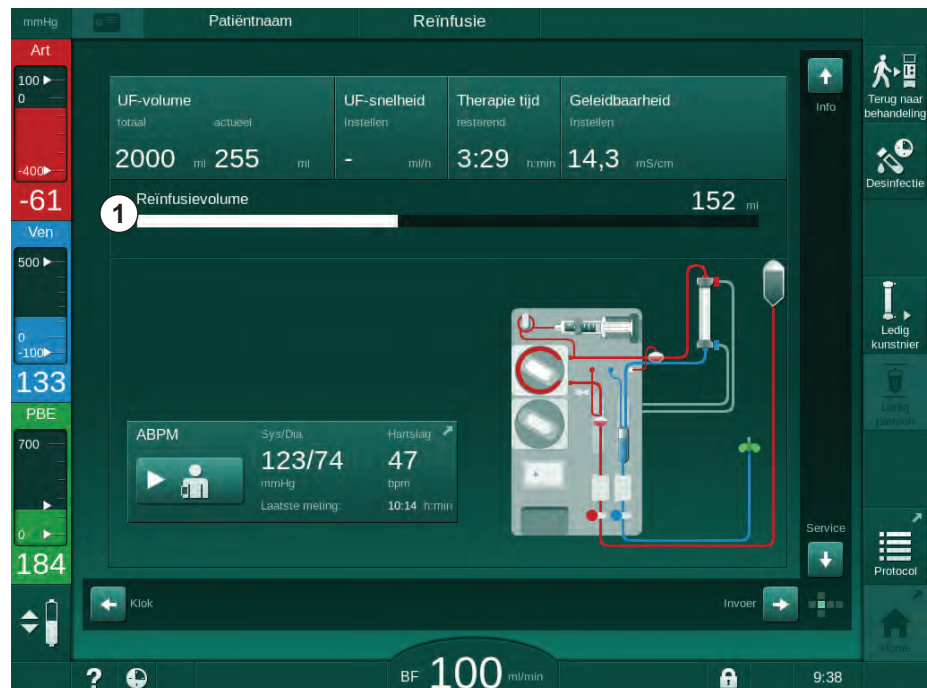 mmHg
Patiëntnaam
Reïnfusie
Art
100
0
-400
-61
Ven
500
0
-100
133
PBE
700
0
184
UF-volume
totaal actueel
2000 ml 255 ml
UF-snelheid
Instellen
- ml/h
Therapie tijd
resterend
3:29 h:min
Geleidbaarheid
Instellen
14,3 mS/cm
1
Reïnfusievolume 152 ml
ABPM
Sys/Dia
123/74
mmHg
Hartslag
47
bpm
Laatste meting: 10:14 h:min
Info
Service
Klok
Invoer
Terug naar
behandeling
Desinfectie
Ledig
kunstnier
Ledig
patroon
Protocol
Home
?
BF 100 ml/min
9:38